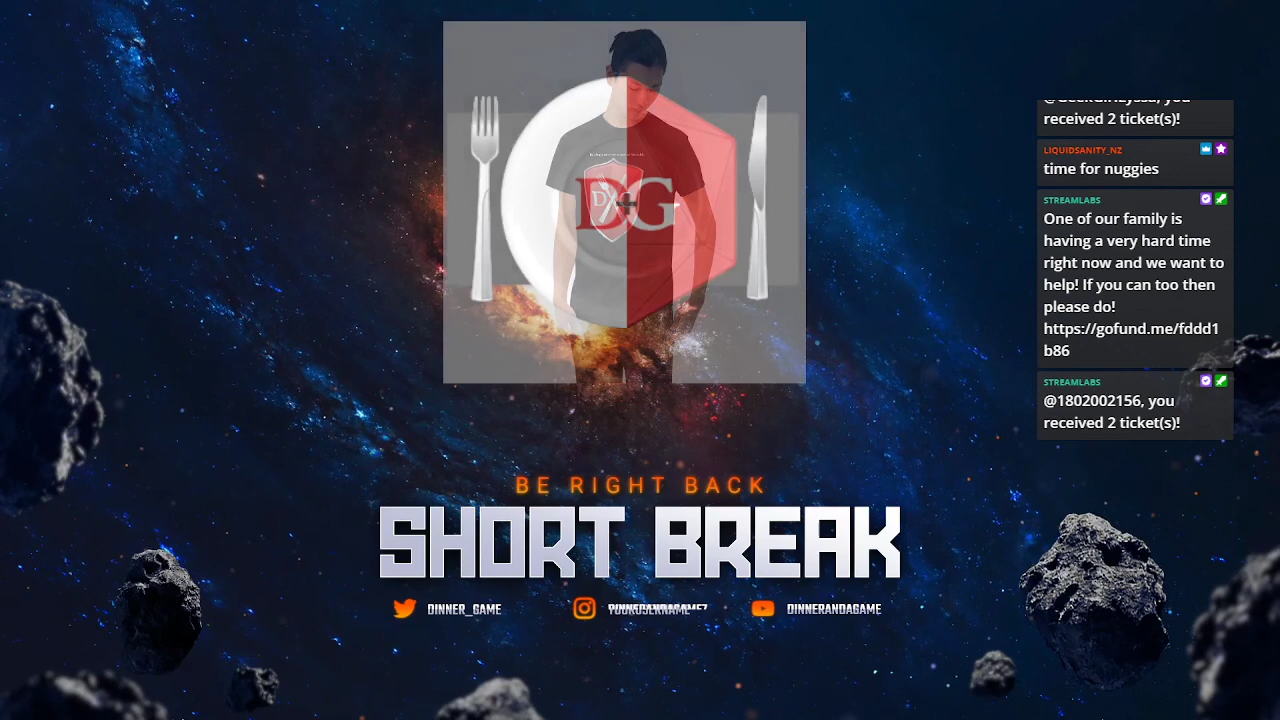 DG
received 2 ticket(s)!
LIQUIDSANITY_NZ
time for nuggies
STREAMLABS
One of our family is
having a very hard time
right now and we want to
help! If you can too then
please do!
https://gofund.me/fddd1
b86
STREAMLABS
@1802002156, you
received 2 ticket(s)!
BE RIGHT BACK
SHORT BREAK
DINNER_GAME
DINNERANDAGAME